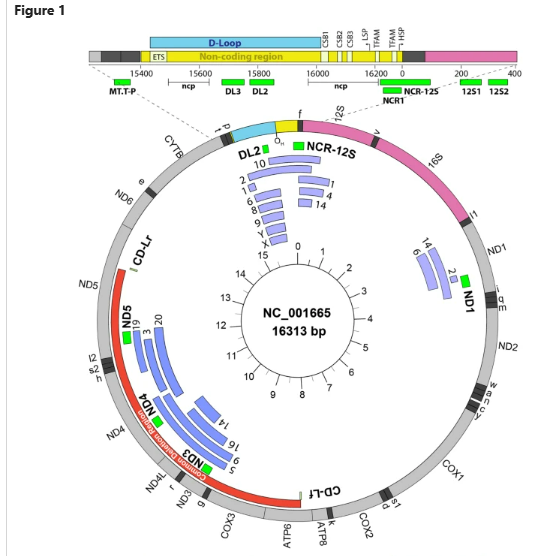 Figure 1
D-Loop
CSB1
CSB2
CSB3
LSP
TFAM
TFAM
HSP
ETS
Non-coding region
15400
15600
15800
16000
16200
0
200
400
MT.T-P
ncp
DL3
DL2
ncp
NCR-12S
12S1
12S2
NCR1
f
12S
v
16S
l1
ND1
i
q
m
ND2
w
a
n
c
y
COX1
s1
d
COX2
k
ATP8
ATP6
COX3
g
ND3
r
ND4L
ND4
h
s2
l2
ND5
ND6
e
CYTB
t
p
OH
DL2
NCR-12S
10
2
1
6
8
9
Y
X
1
4
14
14
6
2
ND1
CD-Lr
ND5
19
3
20
ND4
14
16
9
5
ND3
Common Deletion Region
CD-Lf
0
1
2
3
4
5
6
7
8
9
10
11
12
13
14
15
NC_001665
16313 bp